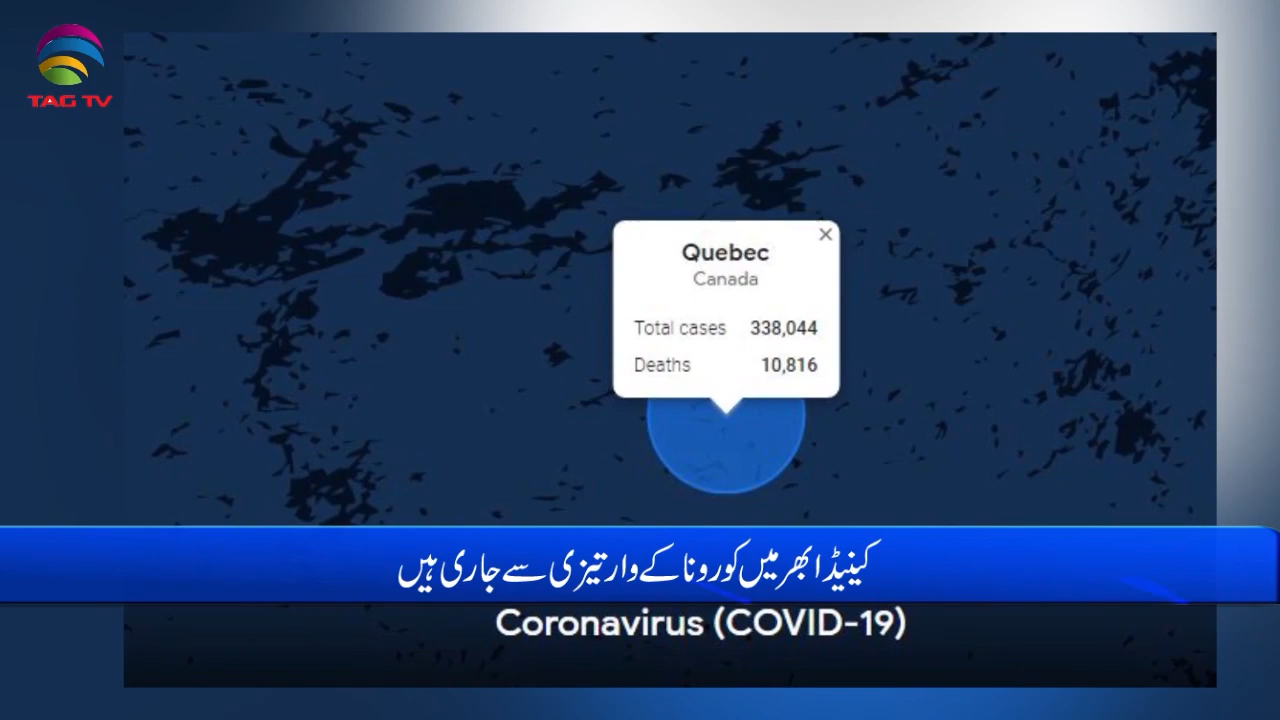 TAG TV
Quebec
Canada
Total cases 338,044
Deaths 10,816
کینیڈا بھر میں کورونا کے وار تیزی سے جاری ہیں
Coronavirus (COVID-19)